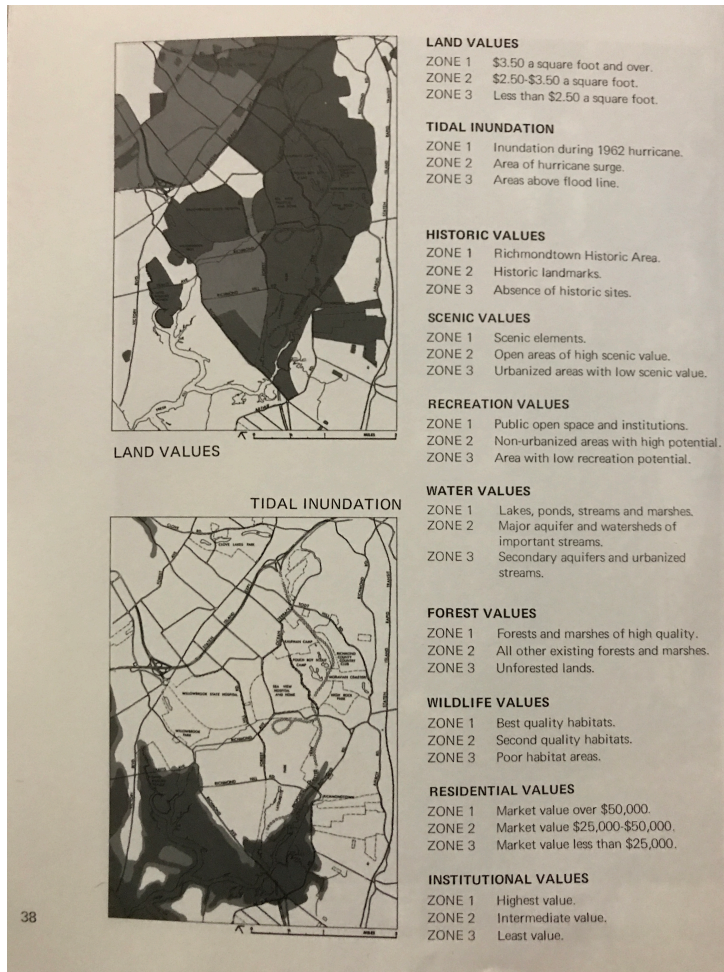 LAND VALUES
ZONE 1 $3.50 a square foot and over.
ZONE 2 $2.50-$3.50 a square foot.
ZONE 3 Less than $2.50 a square foot.
TIDAL INUNDATION
ZONE 1 Inundation during 1962 hurricane.
ZONE 2 Area of hurricane surge.
ZONE 3 Areas above flood line.
HISTORIC VALUES
ZONE 1 Richmondtown Historic Area.
ZONE 2 Historic landmarks.
ZONE 3 Absence of historic sites.
SCENIC VALUES
ZONE 1 Scenic elements.
ZONE 2 Open areas of high scenic value.
ZONE 3 Urbanized areas with low scenic value.
RECREATION VALUES
ZONE 1 Public open space and institutions.
ZONE 2 Non-urbanized areas with high potential.
ZONE 3 Area with low recreation potential.
WATER VALUES
ZONE 1 Lakes, ponds, streams and marshes.
ZONE 2 Major aquifer and watersheds of
important streams.
ZONE 3 Secondary aquifers and urbanized
streams.
FOREST VALUES
ZONE 1 Forests and marshes of high quality.
ZONE 2 All other existing forests and marshes.
ZONE 3 Unforested lands.
WILDLIFE VALUES
ZONE 1 Best quality habitats.
ZONE 2 Second quality habitats.
ZONE 3 Poor habitat areas.
RESIDENTIAL VALUES
ZONE 1 Market value over $50,000.
ZONE 2 Market value $25,000-$50,000.
ZONE 3 Market value less than $25,000.
INSTITUTIONAL VALUES
ZONE 1 Highest value.
ZONE 2 Intermediate value.
ZONE 3 Least value.
MILES
LAND VALUES
TIDAL INUNDATION
WILLOWBROOK STATE HOSPITAL
SEA VIEW
HOSPITAL
AND HOME
RICHMOND
MILES
38